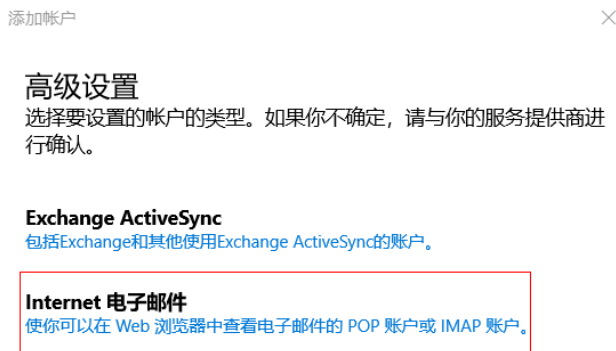 添加帐户
高级设置
选择要设置的帐户的类型。如果你不确定，请与你的服务提供商进
行确认。
Exchange ActiveSync
包括Exchange和其他使用Exchange ActiveSync的账户。
Internet 电子邮件
使你可以在 Web 浏览器中查看电子邮件的 POP 账户或 IMAP 账户。